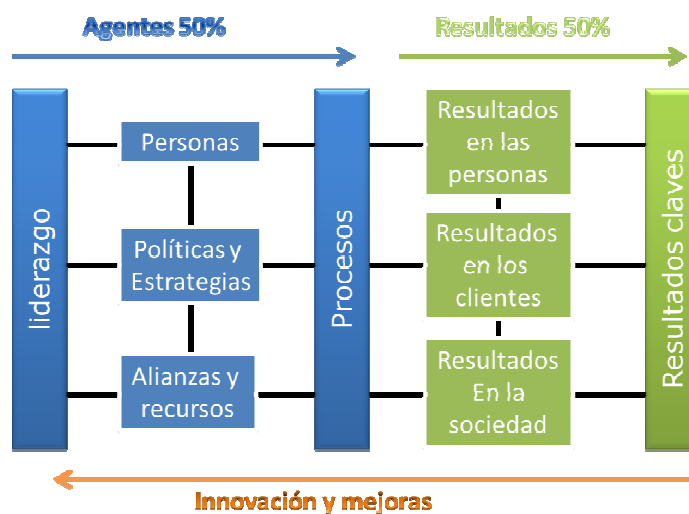 Agentes 50%
Resultados 50%
liderazgo
Personas
Políticas y
Estrategias
Alianzas y
recursos
Procesos
Resultados
en las
personas
Resultados
en los
clientes
Resultados
En la
sociedad
Resultados claves
Innovación y mejoras